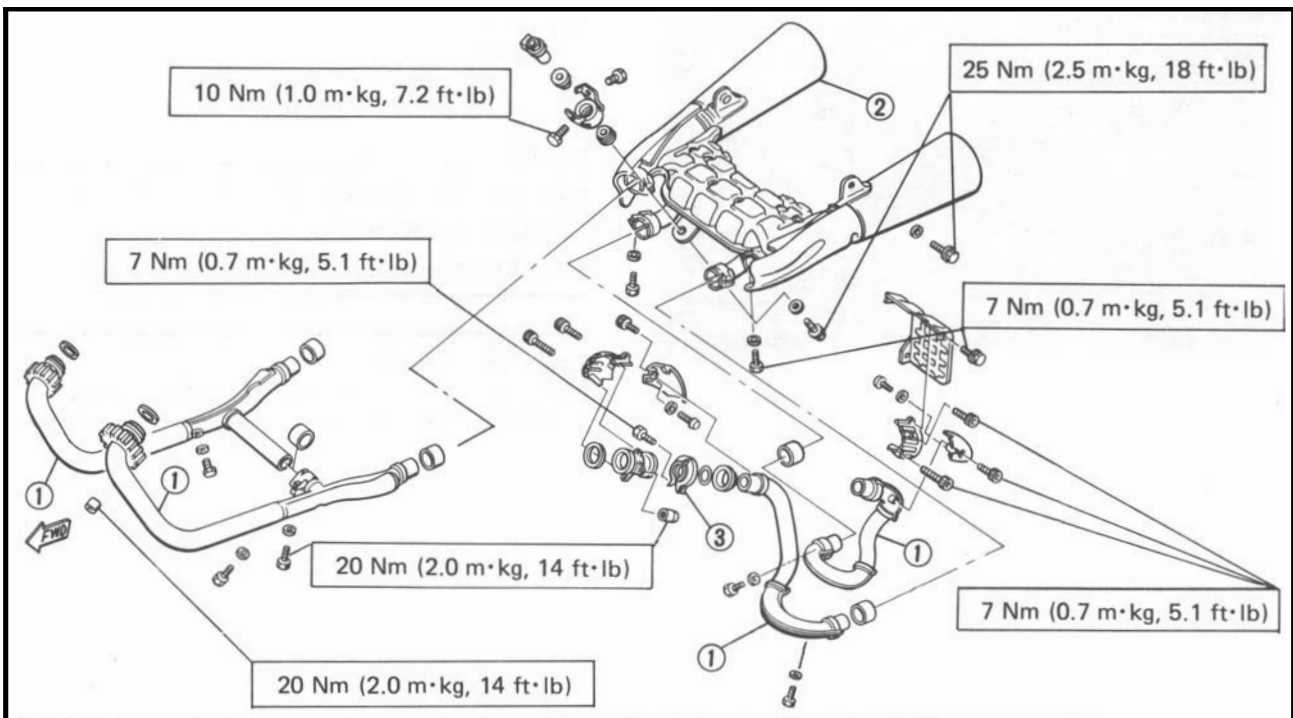 10 Nm (1.0 m·kg, 7.2 ft·lb)
25 Nm (2.5 m·kg, 18 ft·lb)
②
7 Nm (0.7 m·kg, 5.1 ft·lb)
7 Nm (0.7 m·kg, 5.1 ft·lb)
①
①
FWD
③
①
20 Nm (2.0 m·kg, 14 ft·lb)
7 Nm (0.7 m·kg, 5.1 ft·lb)
①
20 Nm (2.0 m·kg, 14 ft·lb)